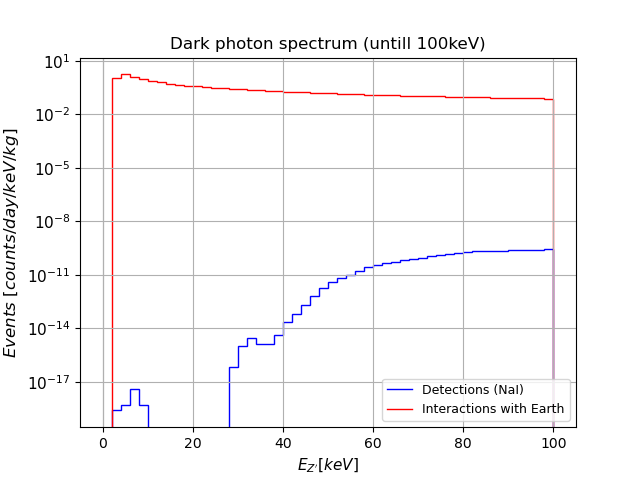 Dark photon spectrum (untill 100keV)
Events [counts/day/keV/kg]
10^1
10^-2
10^-5
10^-8
10^-11
10^-14
10^-17
Detections (NaI)
Interactions with Earth
0 20 40 60 80 100
E_Z'[keV]